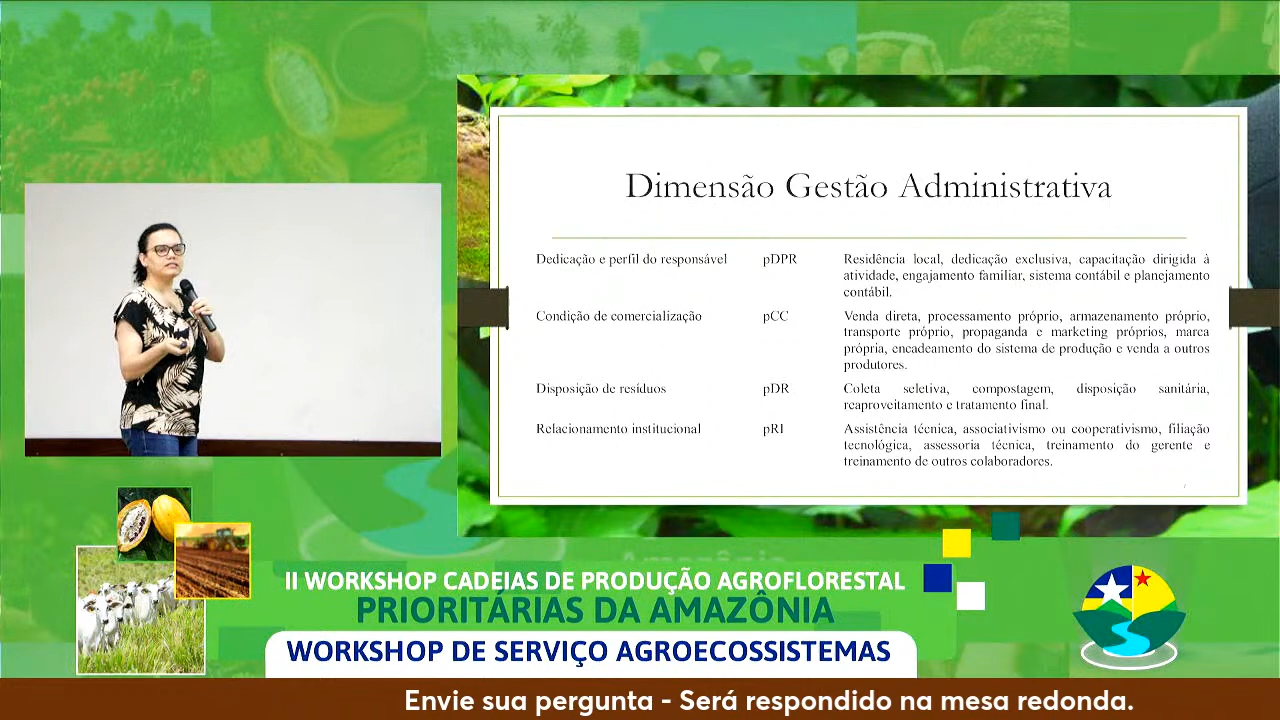 Dimensão Gestão Administrativa
Dedicação e perfil do responsável pDPR Residência local, dedicação exclusiva, capacitação dirigida à
atividade, engajamento familiar, sistema contábil e planejamento
contábil.
Condição de comercialização pCC Venda direta, processamento próprio, armazenamento próprio,
transporte próprio, propaganda e marketing próprios, marca
própria, encadeamento do sistema de produção e venda a outros
produtores.
Disposição de resíduos pDR Coleta seletiva, compostagem, disposição sanitária,
reaproveitamento e tratamento final.
Relacionamento institucional pRI Assistência técnica, associativismo ou cooperativismo, filiação
tecnológica, assessoria técnica, treinamento do gerente e
treinamento de outros colaboradores.
II WORKSHOP CADEIAS DE PRODUÇÃO AGROFLORESTAL
PRIORITÁRIAS DA AMAZÔNIA
WORKSHOP DE SERVIÇO AGROECOSSISTEMAS
Envie sua pergunta - Será respondido na mesa redonda.